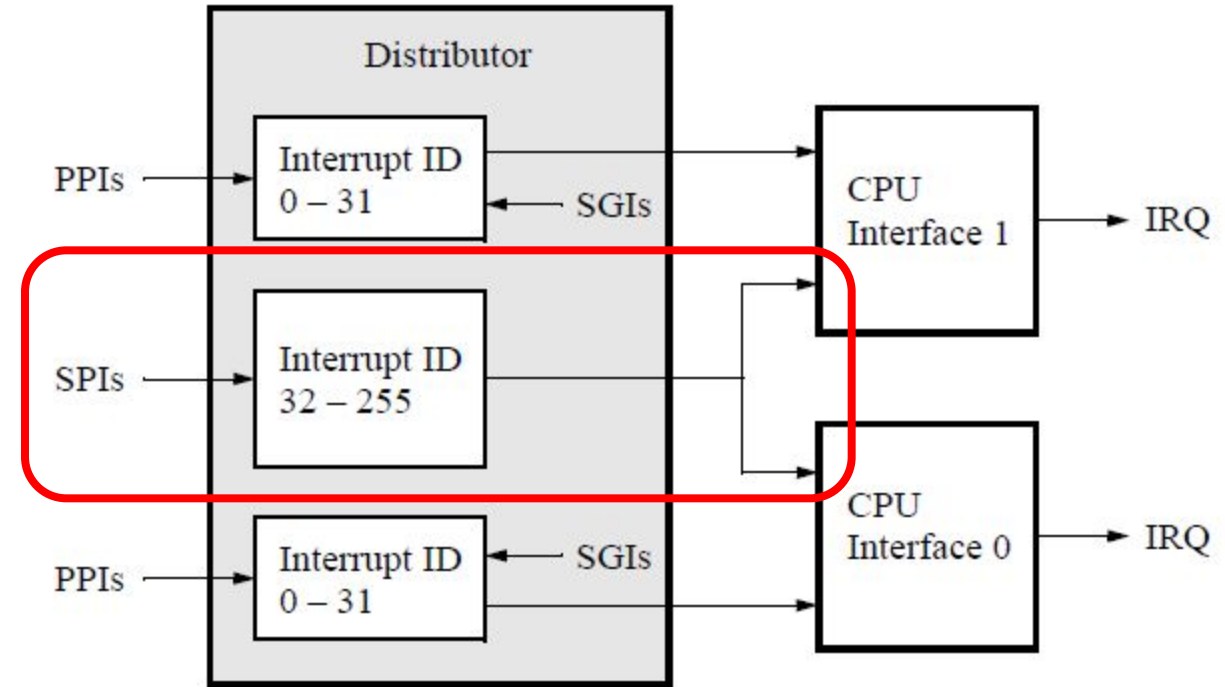 Distributor
PPIs
Interrupt ID
0 – 31
SGIs
CPU
Interface 1
IRQ
SPIs
Interrupt ID
32 – 255
PPIs
Interrupt ID
0 – 31
SGIs
CPU
Interface 0
IRQ